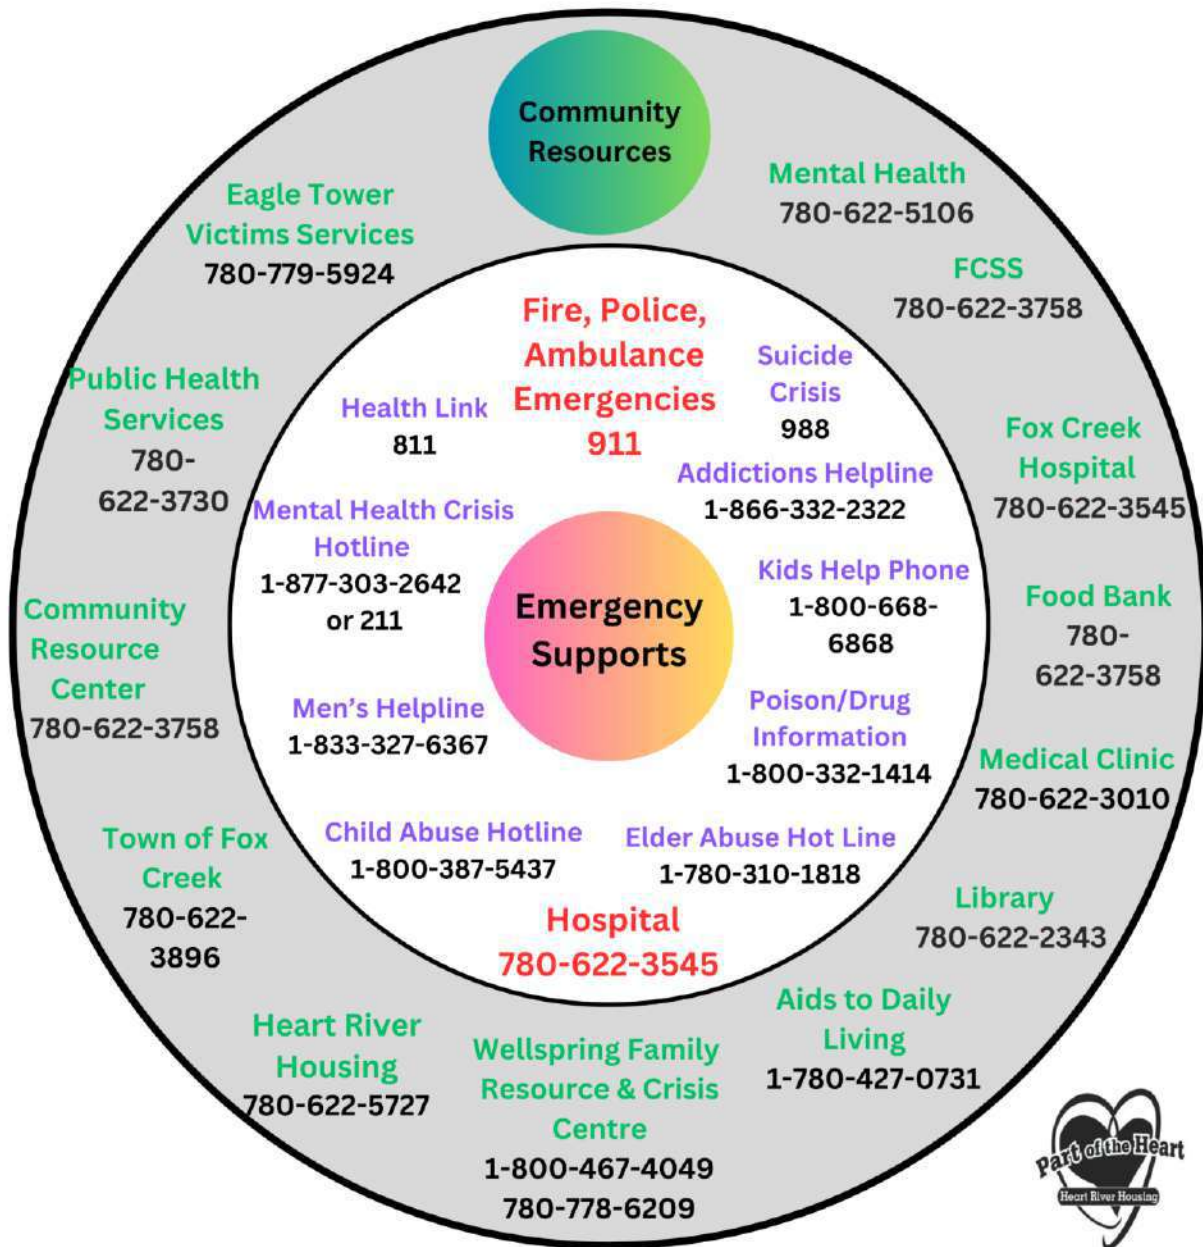 Community
Resources
Eagle Tower
Victims Services
780-779-5924
Mental Health
780-622-5106
FCSS
780-622-3758
Public Health
Services
780-
622-3730
Fox Creek
Hospital
780-622-3545
Community
Resource
Center
780-622-3758
Food Bank
780-
622-3758
Medical Clinic
780-622-3010
Town of Fox
Creek
780-622-
3896
Library
780-622-2343
Heart River
Housing
780-622-5727
Wellspring Family
Resource & Crisis
Centre
1-800-467-4049
780-778-6209
Aids to Daily
Living
1-780-427-0731
Fire, Police,
Ambulance
Emergencies
911
Health Link
811
Suicide
Crisis
988
Addictions Helpline
1-866-332-2322
Mental Health Crisis
Hotline
1-877-303-2642
or 211
Emergency
Supports
Kids Help Phone
1-800-668-
6868
Men's Helpline
1-833-327-6367
Poison/Drug
Information
1-800-332-1414
Child Abuse Hotline
1-800-387-5437
Elder Abuse Hot Line
1-780-310-1818
Hospital
780-622-3545
Part of the Heart
Heart River Housing